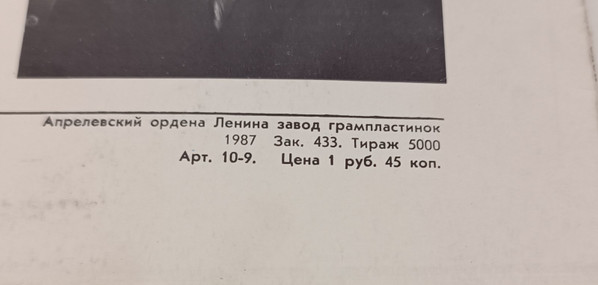 Апрелевский ордена Ленина завод грампластинок
1987 Зак. 433. Тираж 5000
Арт. 10-9. Цена 1 руб. 45 коп.